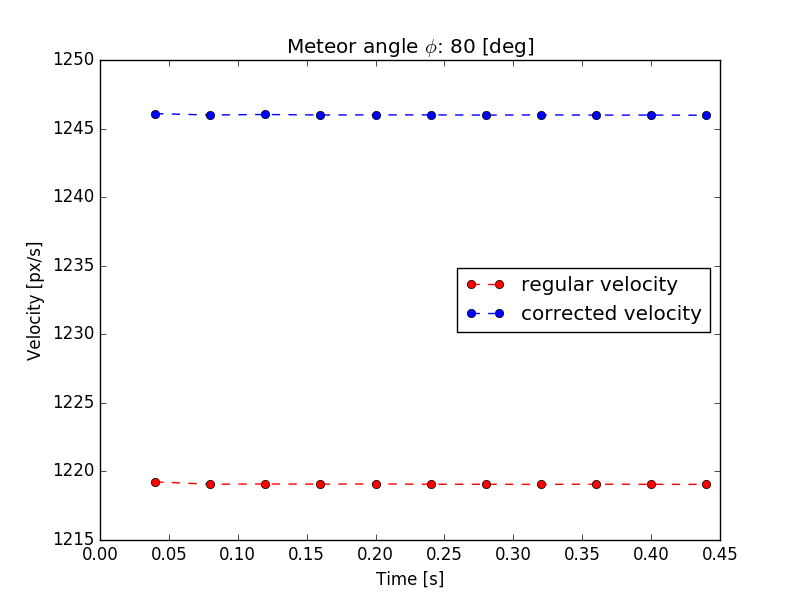 Meteor angle ϕ: 80 [deg]
1250
1245
1240
1235
1230
1225
1220
1215
Velocity [px/s]
regular velocity
corrected velocity
0.00 0.05 0.10 0.15 0.20 0.25 0.30 0.35 0.40 0.45
Time [s]